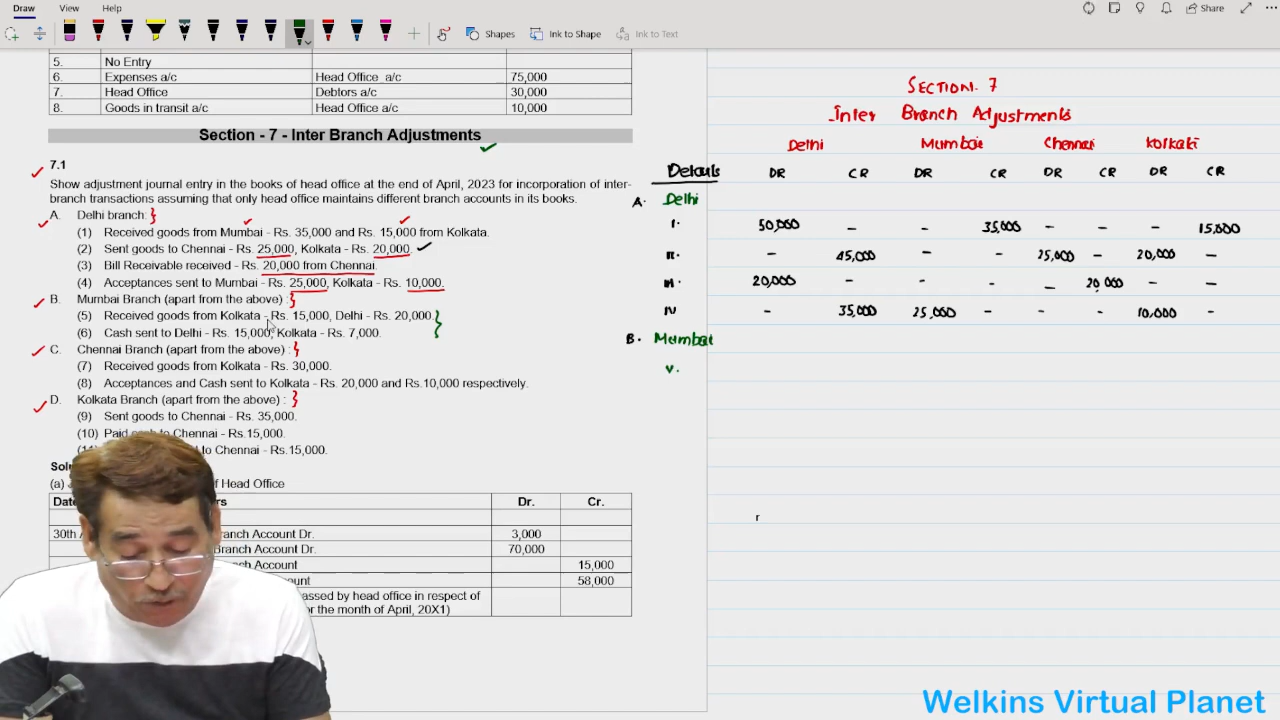 Draw View Help
Share
Shapes Ink to Shape Ink to Text
5. No Entry
6. Expenses a/c Head Office a/c 75,000
7. Head Office Debtors a/c 30,000
8. Goods in transit a/c Head Office a/c 10,000
Section - 7 - Inter Branch Adjustments
7.1
Show adjustment journal entry in the books of head office at the end of April, 2023 for incorporation of inter-
branch transactions assuming that only head office maintains different branch accounts in its books.
A. Delhi branch:
(1) Received goods from Mumbai - Rs. 35,000 and Rs. 15,000 from Kolkata.
(2) Sent goods to Chennai - Rs. 25,000, Kolkata - Rs. 20,000.
(3) Bill Receivable received - Rs. 20,000 from Chennai.
(4) Acceptances sent to Mumbai - Rs. 25,000, Kolkata - Rs. 10,000.
B. Mumbai Branch (apart from the above) :
(5) Received goods from Kolkata - Rs. 15,000, Delhi - Rs. 20,000.
(6) Cash sent to Delhi - Rs. 15,000, Kolkata - Rs. 7,000.
C. Chennai Branch (apart from the above) :
(7) Received goods from Kolkata - Rs. 30,000.
(8) Acceptances and Cash sent to Kolkata - Rs. 20,000 and Rs.10,000 respectively.
D. Kolkata Branch (apart from the above) :
(9) Sent goods to Chennai - Rs. 35,000.
(10) Paid cash to Chennai - Rs.15,000.
to Chennai - Rs.15,000.
Solu
(a) of Head Office
Date rs Dr. Cr.
30th A ranch Account Dr. 3,000
Branch Account Dr. 70,000
ranch Account 15,000
ount 58,000
assed by head office in respect of
or the month of April, 20X1)
SECTION. 7
Inter Branch Adjustments
Delhi Mumbai Chennai Kolkata
Details DR CR DR CR DR CR DR CR
A. Delhi
I. 50,000 - - 35,000 - - - 15,000
II. - 45,000 - - 25,000 - 20,000 -
III. 20,000 - - - - 20,000 - -
IV - 35,000 25,000 - - - 10,000 -
B. Mumbai
V.
Welkins Virtual Planet